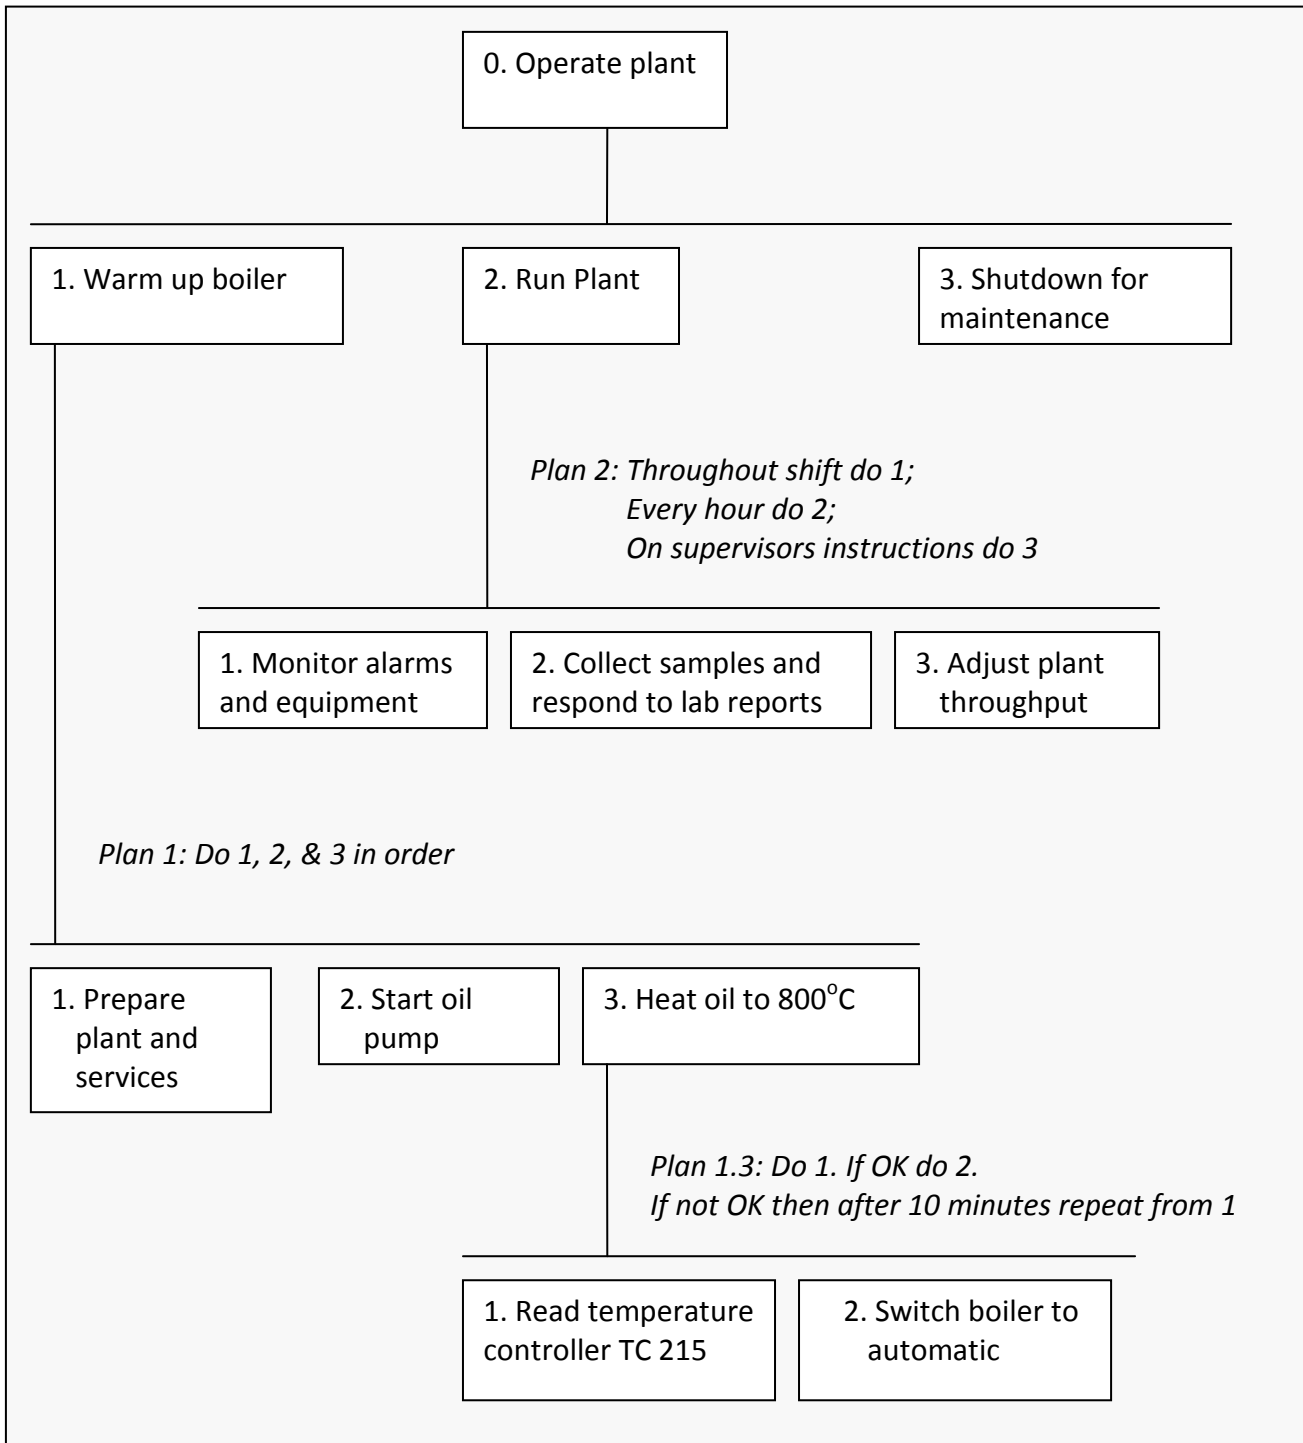 0. Operate plant
1. Warm up boiler
2. Run Plant
3. Shutdown for
maintenance
Plan 2: Throughout shift do 1;
Every hour do 2;
On supervisors instructions do 3
1. Monitor alarms
and equipment
2. Collect samples and
respond to lab reports
3. Adjust plant
throughput
Plan 1: Do 1, 2, & 3 in order
1. Prepare
plant and
services
2. Start oil
pump
3. Heat oil to 800°C
Plan 1.3: Do 1. If OK do 2.
If not OK then after 10 minutes repeat from 1
1. Read temperature
controller TC 215
2. Switch boiler to
automatic